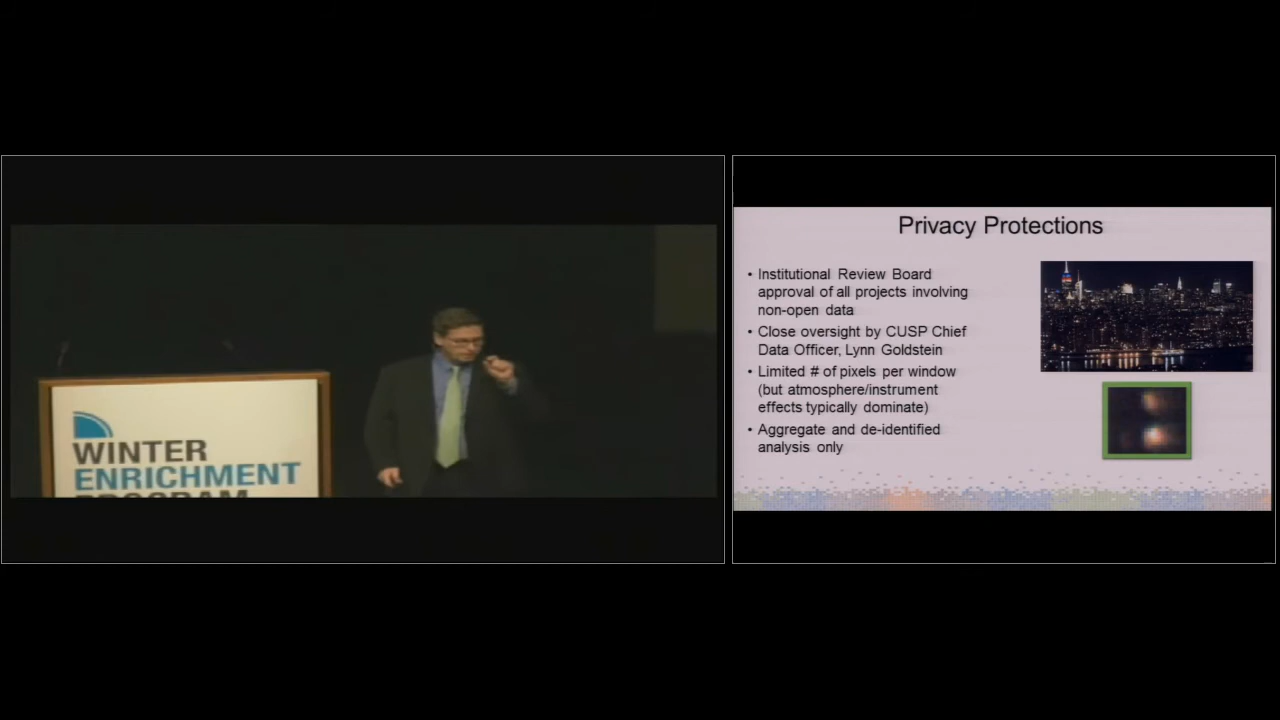 WINTER
ENRICHMENT
PROGRAM
Privacy Protections
• Institutional Review Board
approval of all projects involving
non-open data
• Close oversight by CUSP Chief
Data Officer, Lynn Goldstein
• Limited # of pixels per window
(but atmosphere/instrument
effects typically dominate)
• Aggregate and de-identified
analysis only